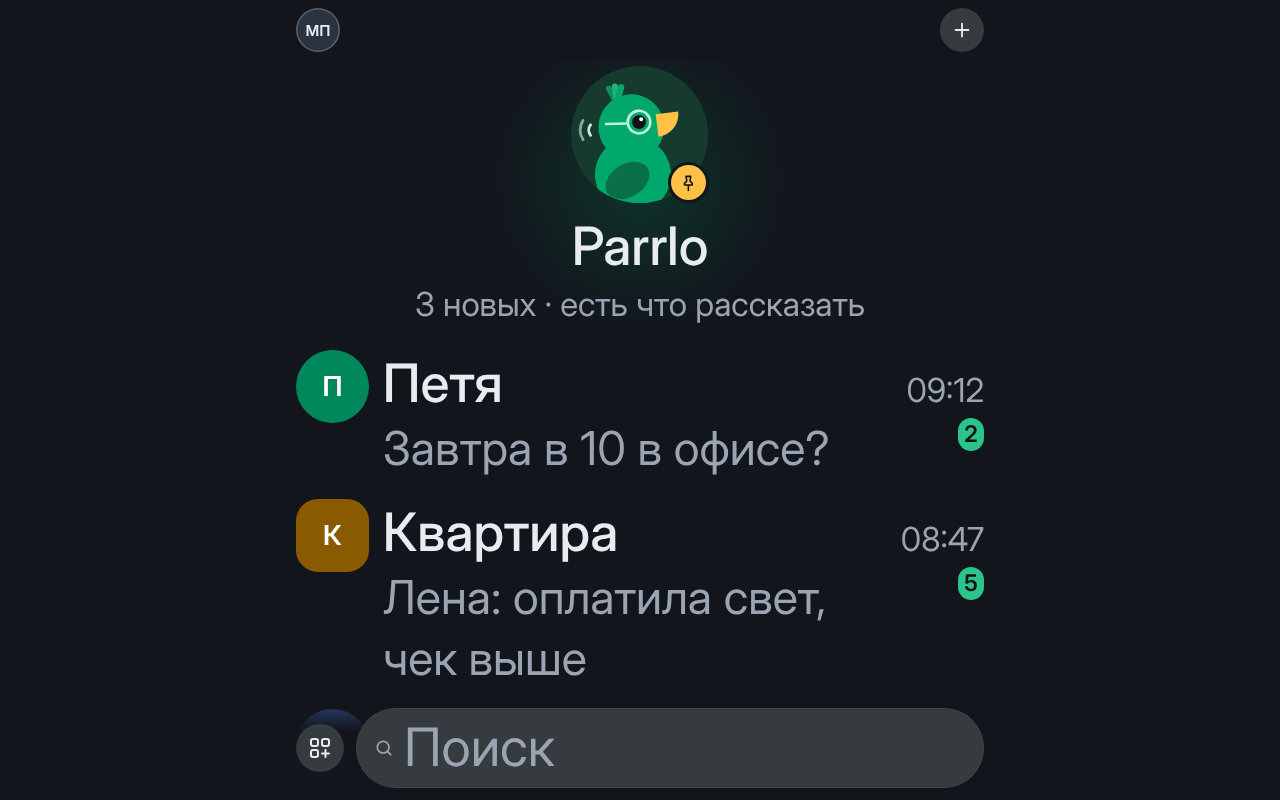 МП
Parrlo
3 новых · есть что рассказать
П
Петя
09:12
Завтра в 10 в офисе?
2
К
Квартира
08:47
Лена: оплатила свет,
5
чек выше
Поиск